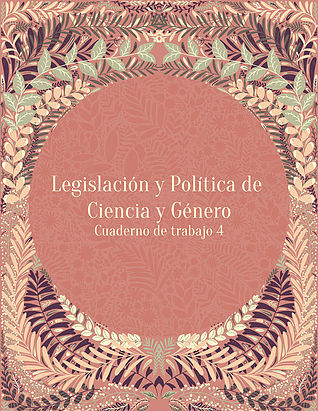 Legislación y Política de
Ciencia y Género
Cuaderno de trabajo 4